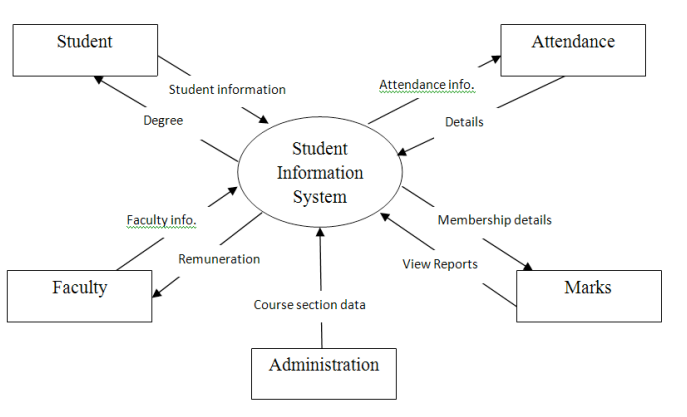 Student
Attendance
Student information
Attendance info.
Degree
Details
Student
Information
System
Faculty info.
Membership details
Remuneration
View Reports
Faculty
Marks
Course section data
Administration